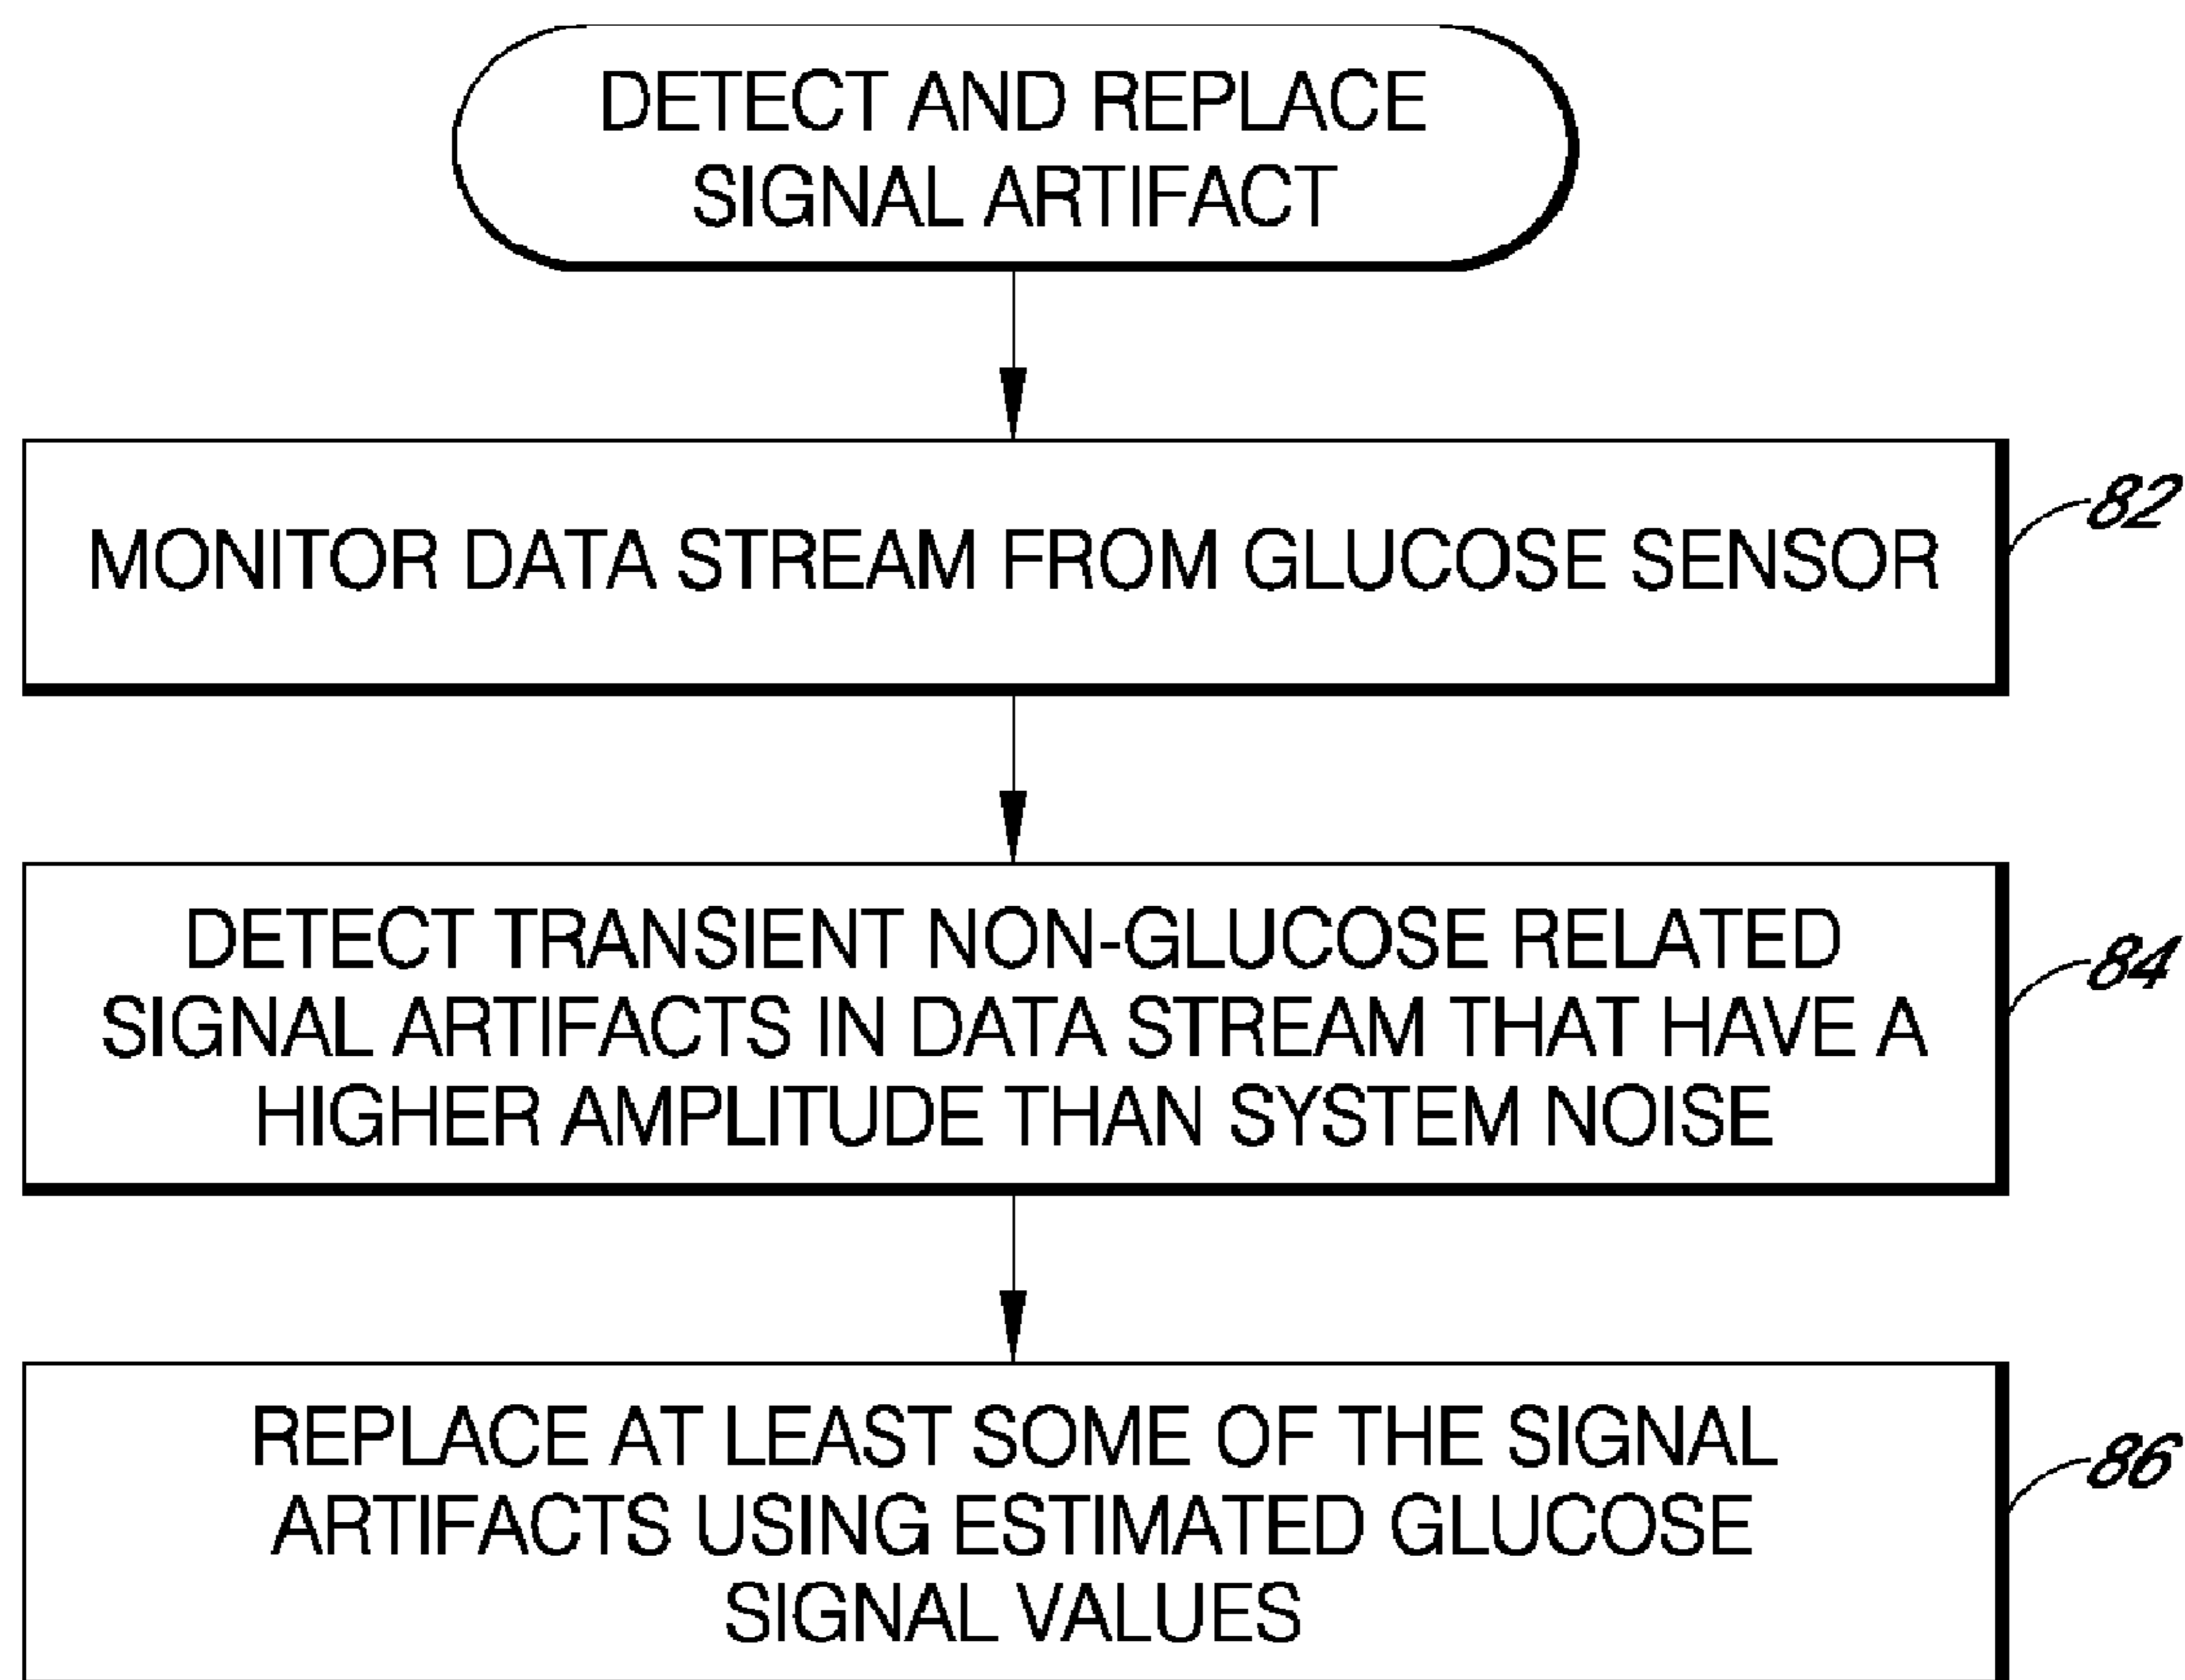 DETECT AND REPLACE
SIGNAL ARTIFACT
MONITOR DATA STREAM FROM GLUCOSE SENSOR
82
DETECT TRANSIENT NON-GLUCOSE RELATED
SIGNAL ARTIFACTS IN DATA STREAM THAT HAVE A
HIGHER AMPLITUDE THAN SYSTEM NOISE
84
REPLACE AT LEAST SOME OF THE SIGNAL
ARTIFACTS USING ESTIMATED GLUCOSE
SIGNAL VALUES
86